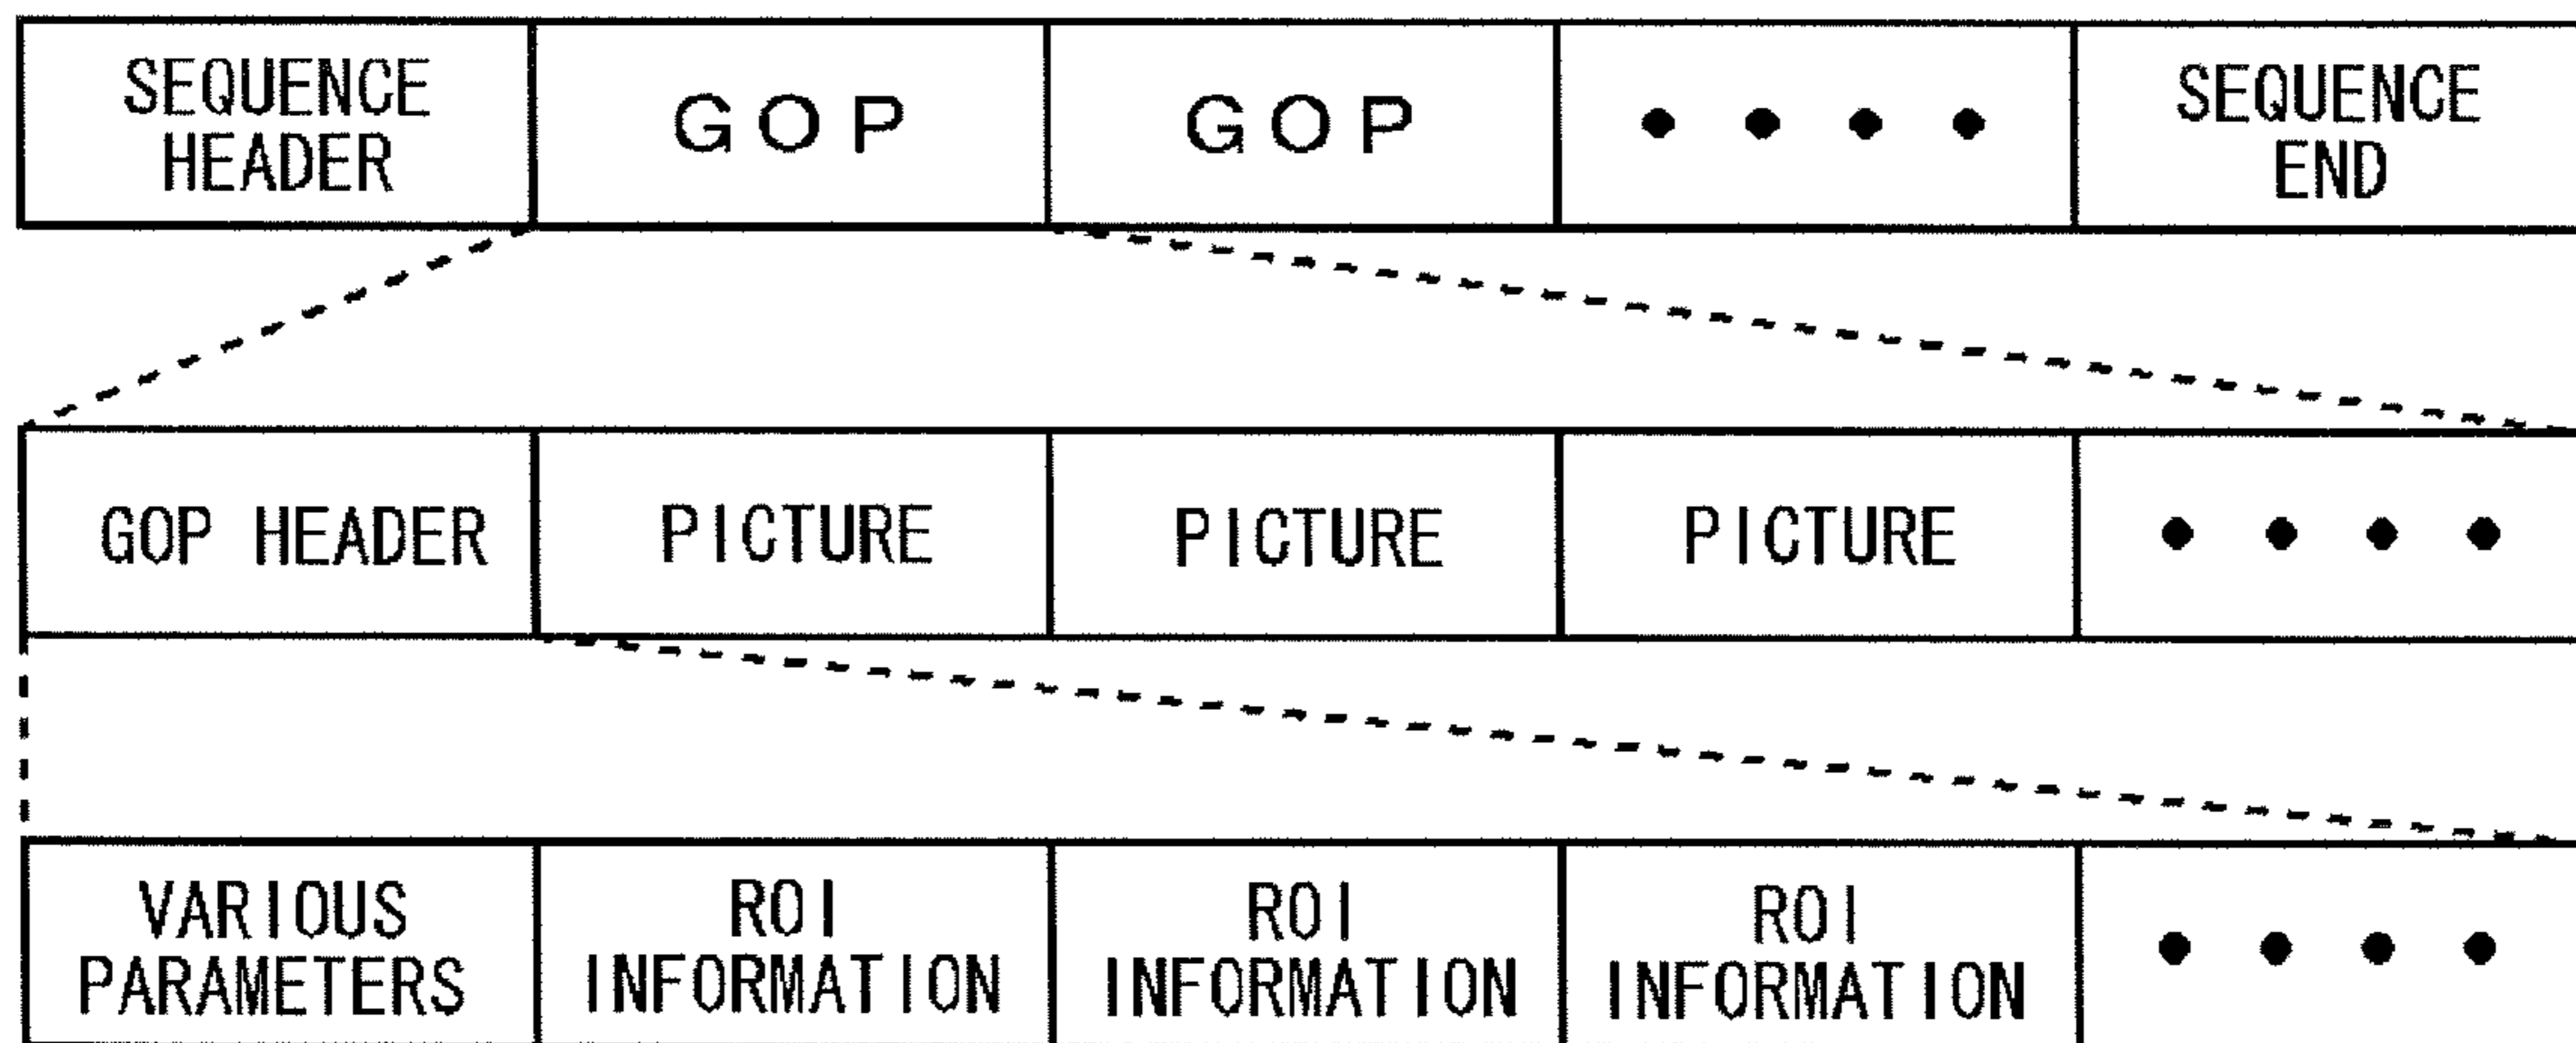 SEQUENCE
HEADER
GOP
GOP
• • • •
SEQUENCE
END
GOP HEADER
PICTURE
PICTURE
PICTURE
• • • •
VARIOUS
PARAMETERS
ROI
INFORMATION
ROI
INFORMATION
ROI
INFORMATION
• • • •